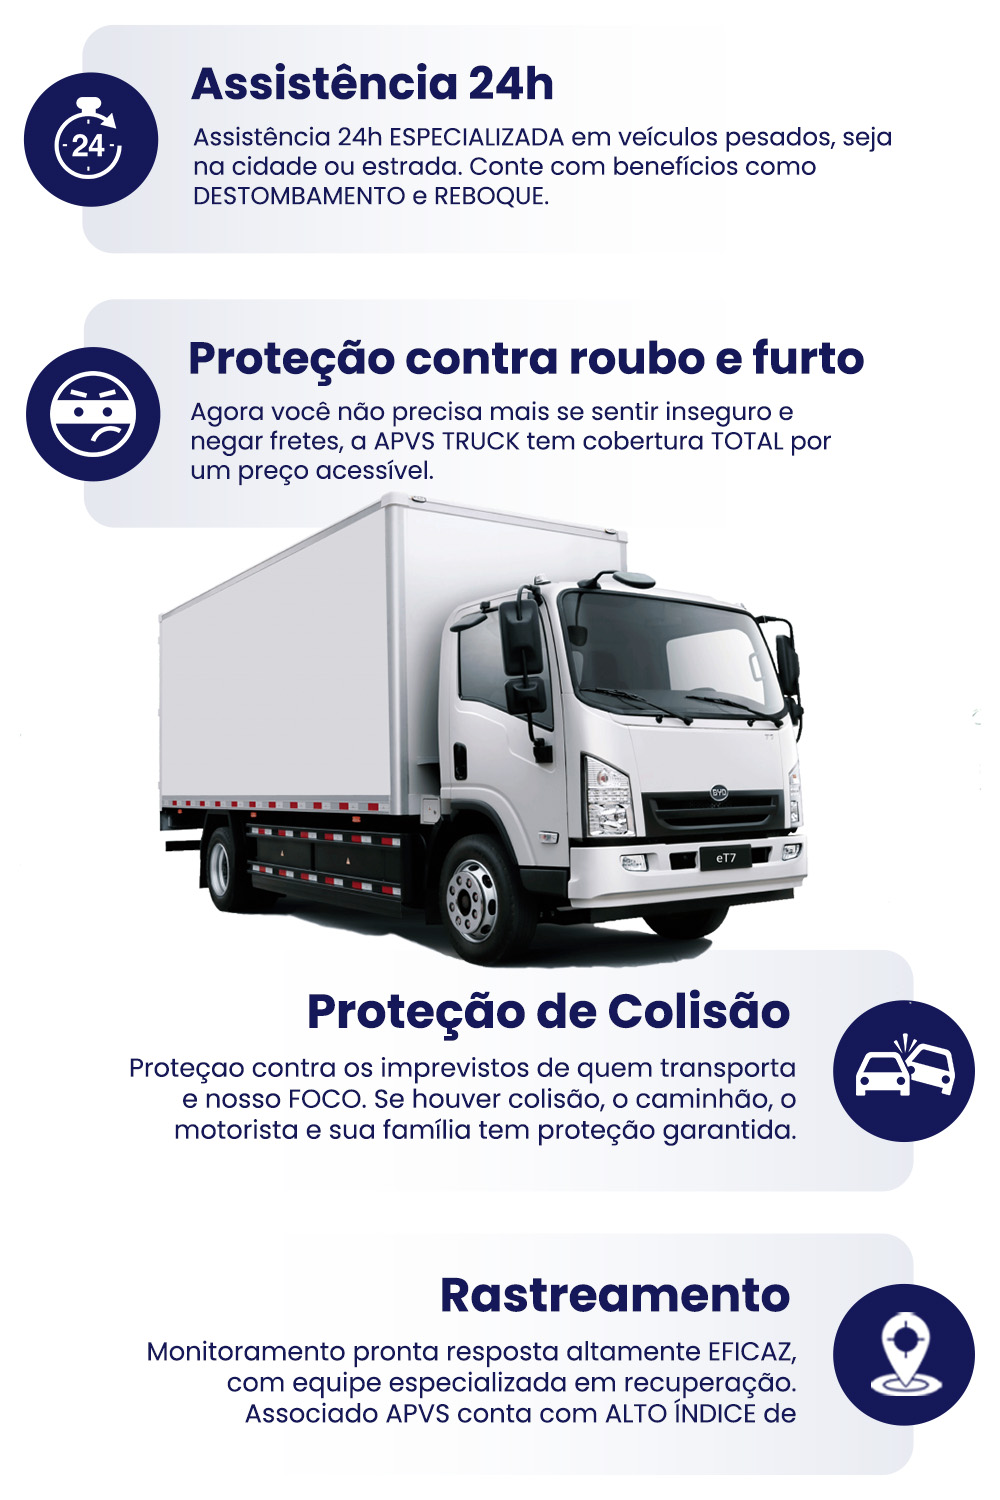 Assistência 24h
24
Assistência 24h ESPECIALIZADA em veículos pesados, seja
na cidade ou estrada. Conte com benefícios como
DESTOMBAMENTO e REBOQUE.
Proteção contra roubo e furto
Agora você não precisa mais se sentir inseguro e
negar fretes, a APVS TRUCK tem cobertura TOTAL por
um preço acessível.
BYD
eT7
Proteção de Colisão
Proteçao contra os imprevistos de quem transporta
e nosso FOCO. Se houver colisão, o caminhão, o
motorista e sua família tem proteção garantida.
Rastreamento
Monitoramento pronta resposta altamente EFICAZ,
com equipe especializada em recuperação.
Associado APVS conta com ALTO ÍNDICE de